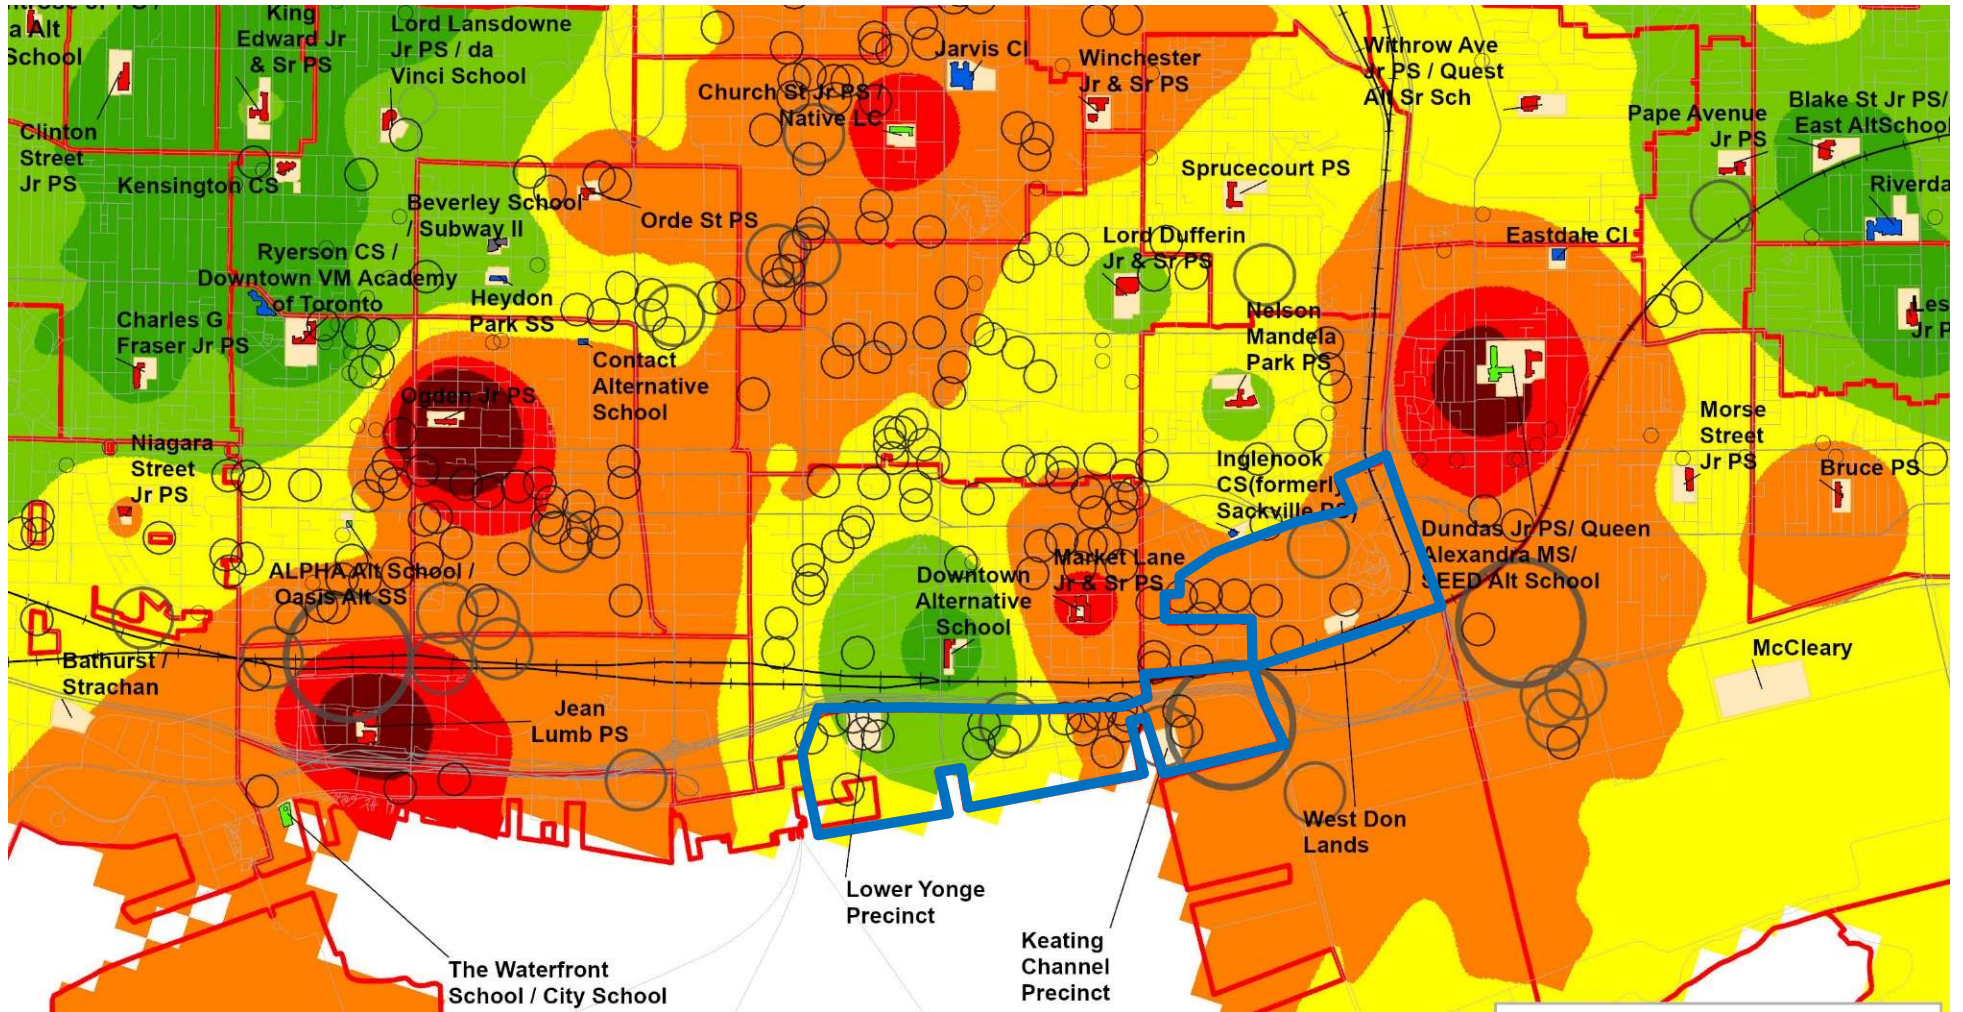 a Alt
School
King
Edward Jr
& Sr PS
Lord Lansdowne
Jr PS / da
Vinci School
Jarvis CI
Winchester
Jr & Sr PS
Withrow Ave
Jr PS / Quest
Alt Sr Sch
Church St Jr PS /
Native LC
Pape Avenue
Jr PS
Blake St Jr PS/
East AltSchool
Clinton
Street
Jr PS
Kensington CS
Sprucecourt PS
Riverda
Beverley School
/ Subway II
Orde St PS
Lord Dufferin
Jr & Sr PS
Eastdale CI
Ryerson CS /
Downtown VM Academy
of Toronto
Heydon
Park SS
Charles G
Fraser Jr PS
Nelson
Mandela
Park PS
Les
Jr P
Contact
Alternative
School
Ogden Jr PS
Morse
Street
Jr PS
Niagara
Street
Jr PS
Inglenook
CS(formerly
Sackville PS)
Bruce PS
Dundas Jr PS/ Queen
Alexandra MS/
SEED Alt School
ALPHA Alt School /
Oasis Alt SS
Downtown
Alternative
School
Market Lane
Jr & Sr PS
Bathurst /
Strachan
McCleary
Jean
Lumb PS
West Don
Lands
Lower Yonge
Precinct
Keating
Channel
Precinct
The Waterfront
School / City School